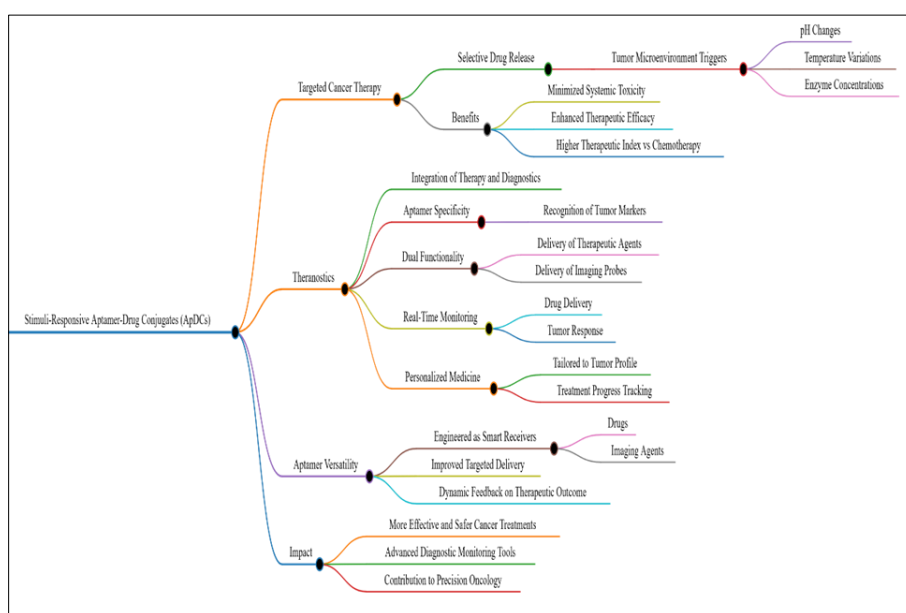 Stimuli-Responsive Aptamer-Drug Conjugates (ApDCs)
Targeted Cancer Therapy
Selective Drug Release
Tumor Microenvironment Triggers
pH Changes
Temperature Variations
Enzyme Concentrations
Benefits
Minimized Systemic Toxicity
Enhanced Therapeutic Efficacy
Higher Therapeutic Index vs Chemotherapy
Theranostics
Integration of Therapy and Diagnostics
Aptamer Specificity
Recognition of Tumor Markers
Dual Functionality
Delivery of Therapeutic Agents
Delivery of Imaging Probes
Real-Time Monitoring
Drug Delivery
Tumor Response
Personalized Medicine
Tailored to Tumor Profile
Treatment Progress Tracking
Aptamer Versatility
Engineered as Smart Receivers
Drugs
Imaging Agents
Improved Targeted Delivery
Dynamic Feedback on Therapeutic Outcome
Impact
More Effective and Safer Cancer Treatments
Advanced Diagnostic Monitoring Tools
Contribution to Precision Oncology